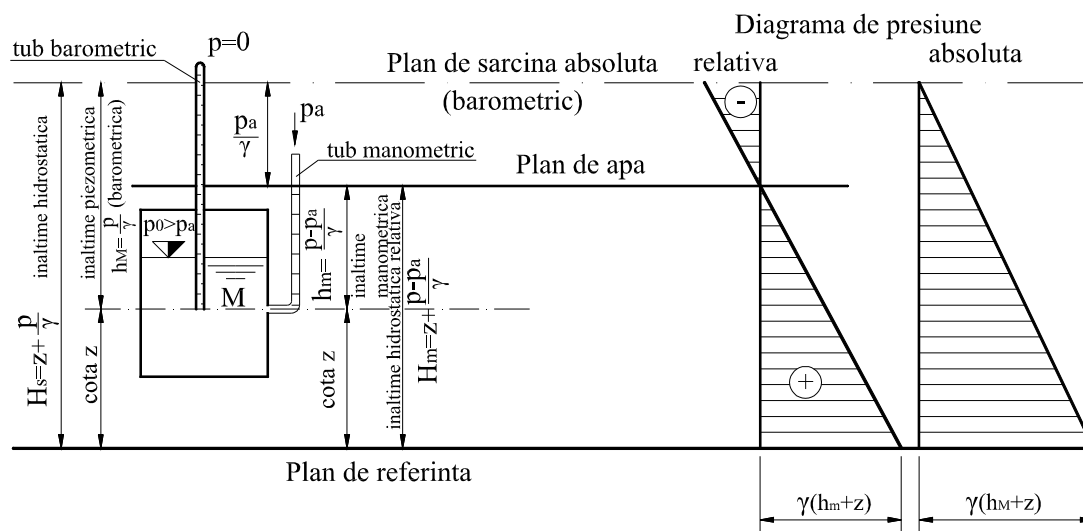 Diagrama de presiune
relativa
absoluta
tub barometric
p=0
Plan de sarcina absoluta
(barometric)
-
pa
pa/γ
tub manometric
Plan de apa
inaltime hidrostatica
Hs=z+p/γ
inaltime piezometrica
hM=p/γ (barometrica)
p0>pa
M
hm=p-pa/γ
inaltime
manometrica
inaltime hidrostatica relativa
Hm=z+p-pa/γ
cota z
cota z
+
Plan de referinta
γ(hm+z)
γ(hM+z)